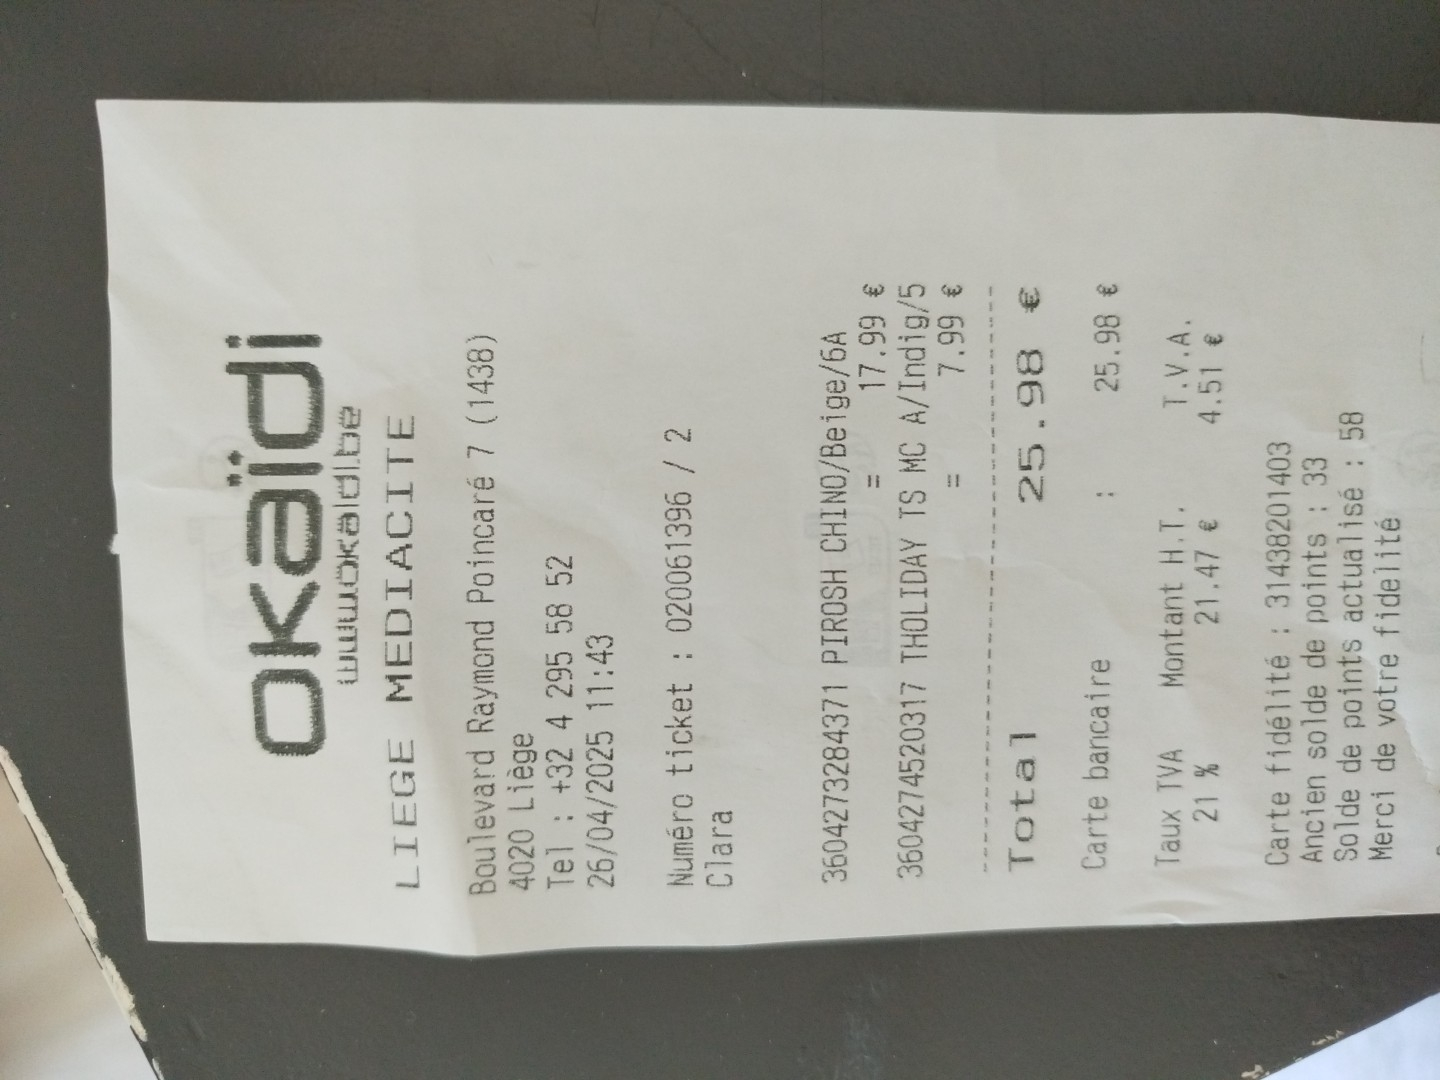 okaïdi
www.okaidi.be
LIEGE MEDIACITE
Boulevard Raymond Poincaré 7 (1438)
4020 Liège
Tel : +32 4 295 58 52
26/04/2025 11:43
Numéro ticket : 020061396 / 2
Clara
3604273284371 PIROSH CHINO/Beige/6A
= 17.99 €
3604274520317 THOLIDAY TS MC A/Indig/5
= 7.99 €
Total 25.98 €
Carte bancaire : 25.98 €
Taux TVA Montant H.T. T.V.A.
21 % 21.47 € 4.51 €
Carte fidélité : 31438201403
Ancien solde de points : 33
Solde de points actualisé : 58
Merci de votre fidelité